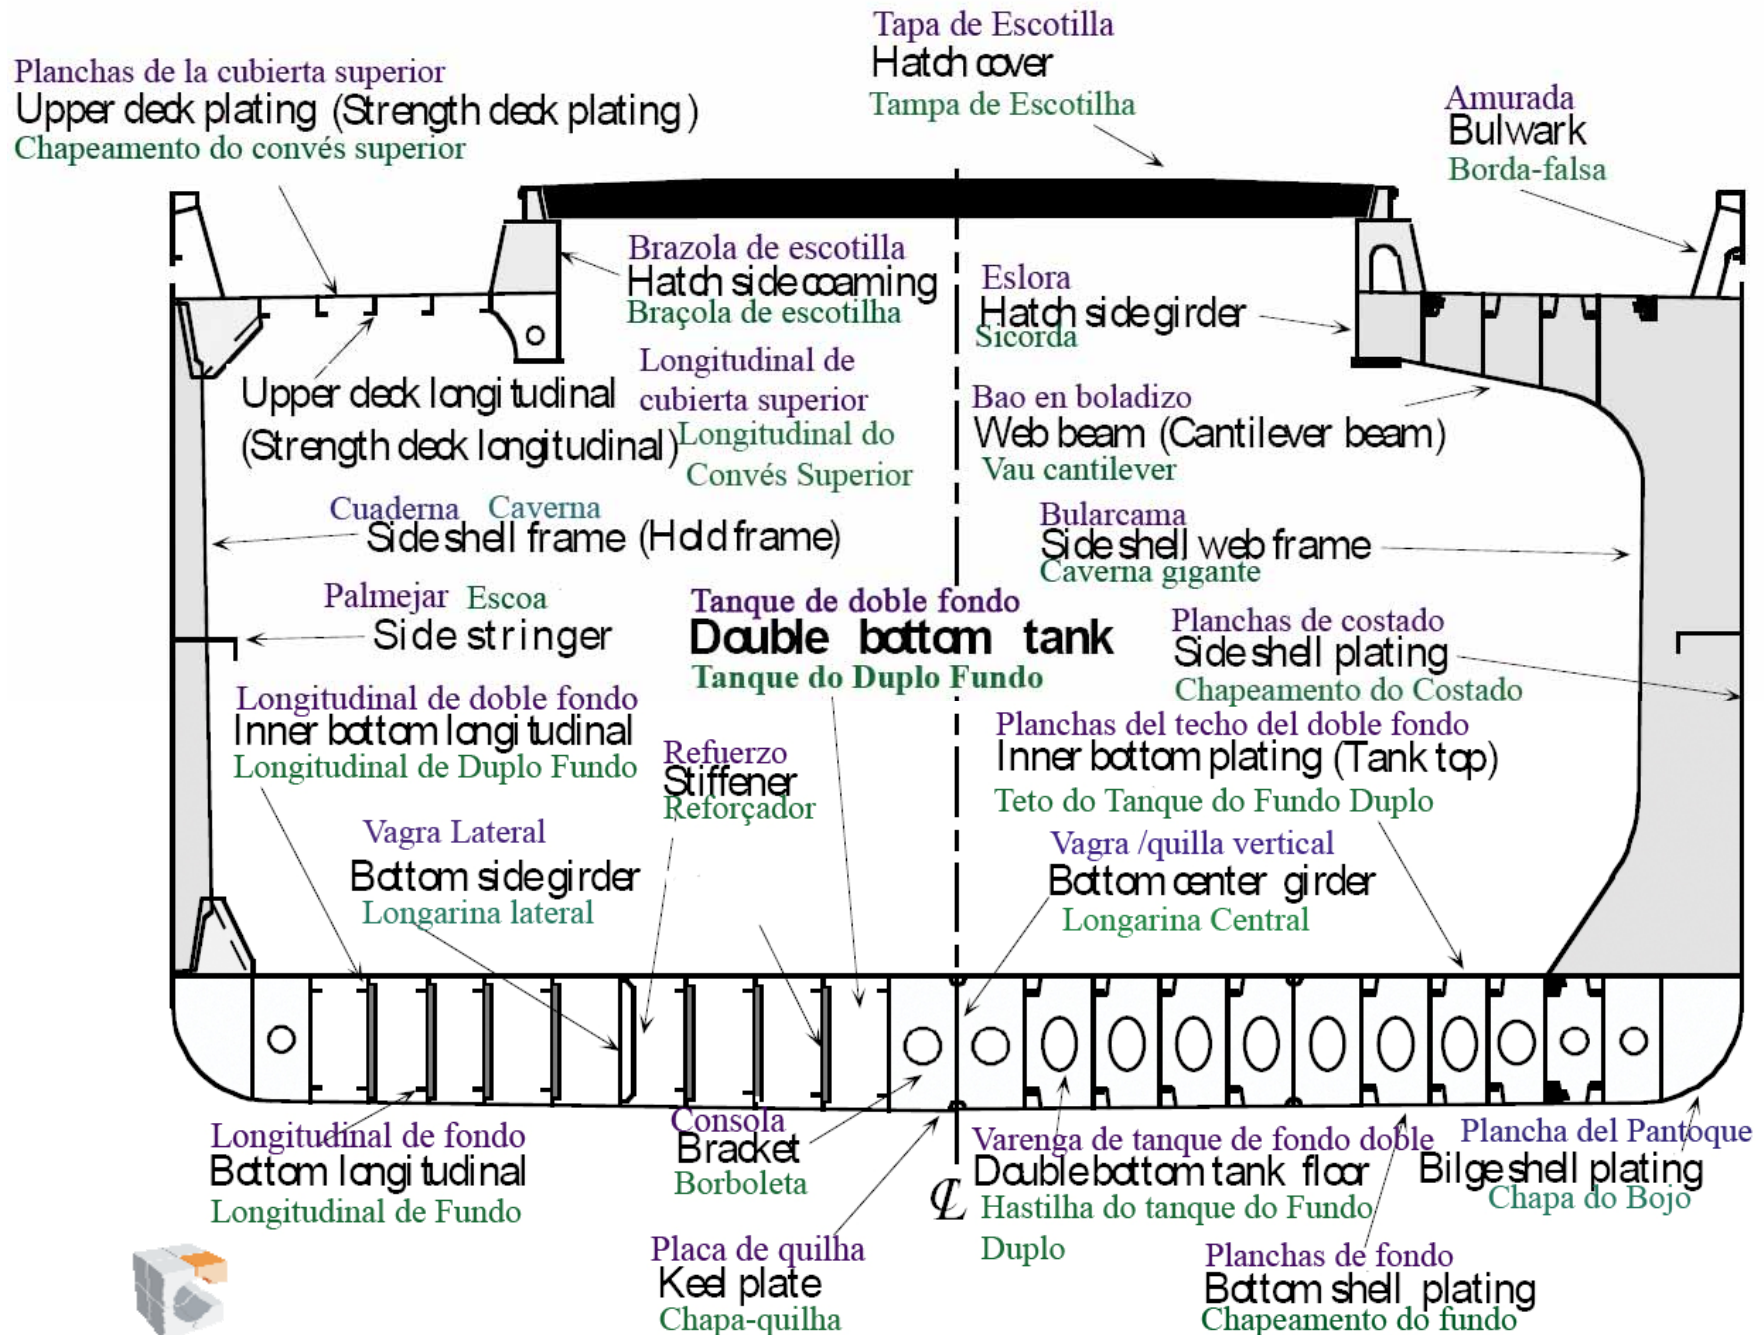 Tapa de Escotilla
Hatch cover
Tampa de Escotilha
Planchas de la cubierta superior
Upper deck plating (Strength deck plating)
Chapeamento do convés superior
Amurada
Bulwark
Borda-falsa
Brazola de escotilla
Hatch side coaming
Braçola de escotilha
Eslora
Hatch side girder
Sicorda
Longitudinal de
cubierta superior
Upper deck longitudinal
(Strength deck longitudinal)
Longitudinal do
Convés Superior
Bao en boladizo
Web beam (Cantilever beam)
Vau cantilever
Cuaderna Caverna
Side shell frame (Hold frame)
Bularcama
Side shell web frame
Caverna gigante
Palmejar Escoa
Side stringer
Tanque de doble fondo
Double bottom tank
Tanque do Duplo Fundo
Planchas de costado
Side shell plating
Chapeamento do Costado
Longitudinal de doble fondo
Inner bottom longitudinal
Longitudinal de Duplo Fundo
Refuerzo
Stiffener
Reforçador
Planchas del techo del doble fondo
Inner bottom plating (Tank top)
Teto do Tanque do Fundo Duplo
Vagra Lateral
Bottom side girder
Longarina lateral
Vagra /quilla vertical
Bottom center girder
Longarina Central
Longitudinal de fondo
Bottom longitudinal
Longitudinal de Fundo
Consola
Bracket
Borboleta
Varenga de tanque de fondo doble
Double bottom tank floor
Hastilha do tanque do Fundo
Duplo
Plancha del Pantoque
Bilge shell plating
Chapa do Bojo
℄
Placa de quilha
Keel plate
Chapa-quilha
Planchas de fondo
Bottom shell plating
Chapeamento do fundo